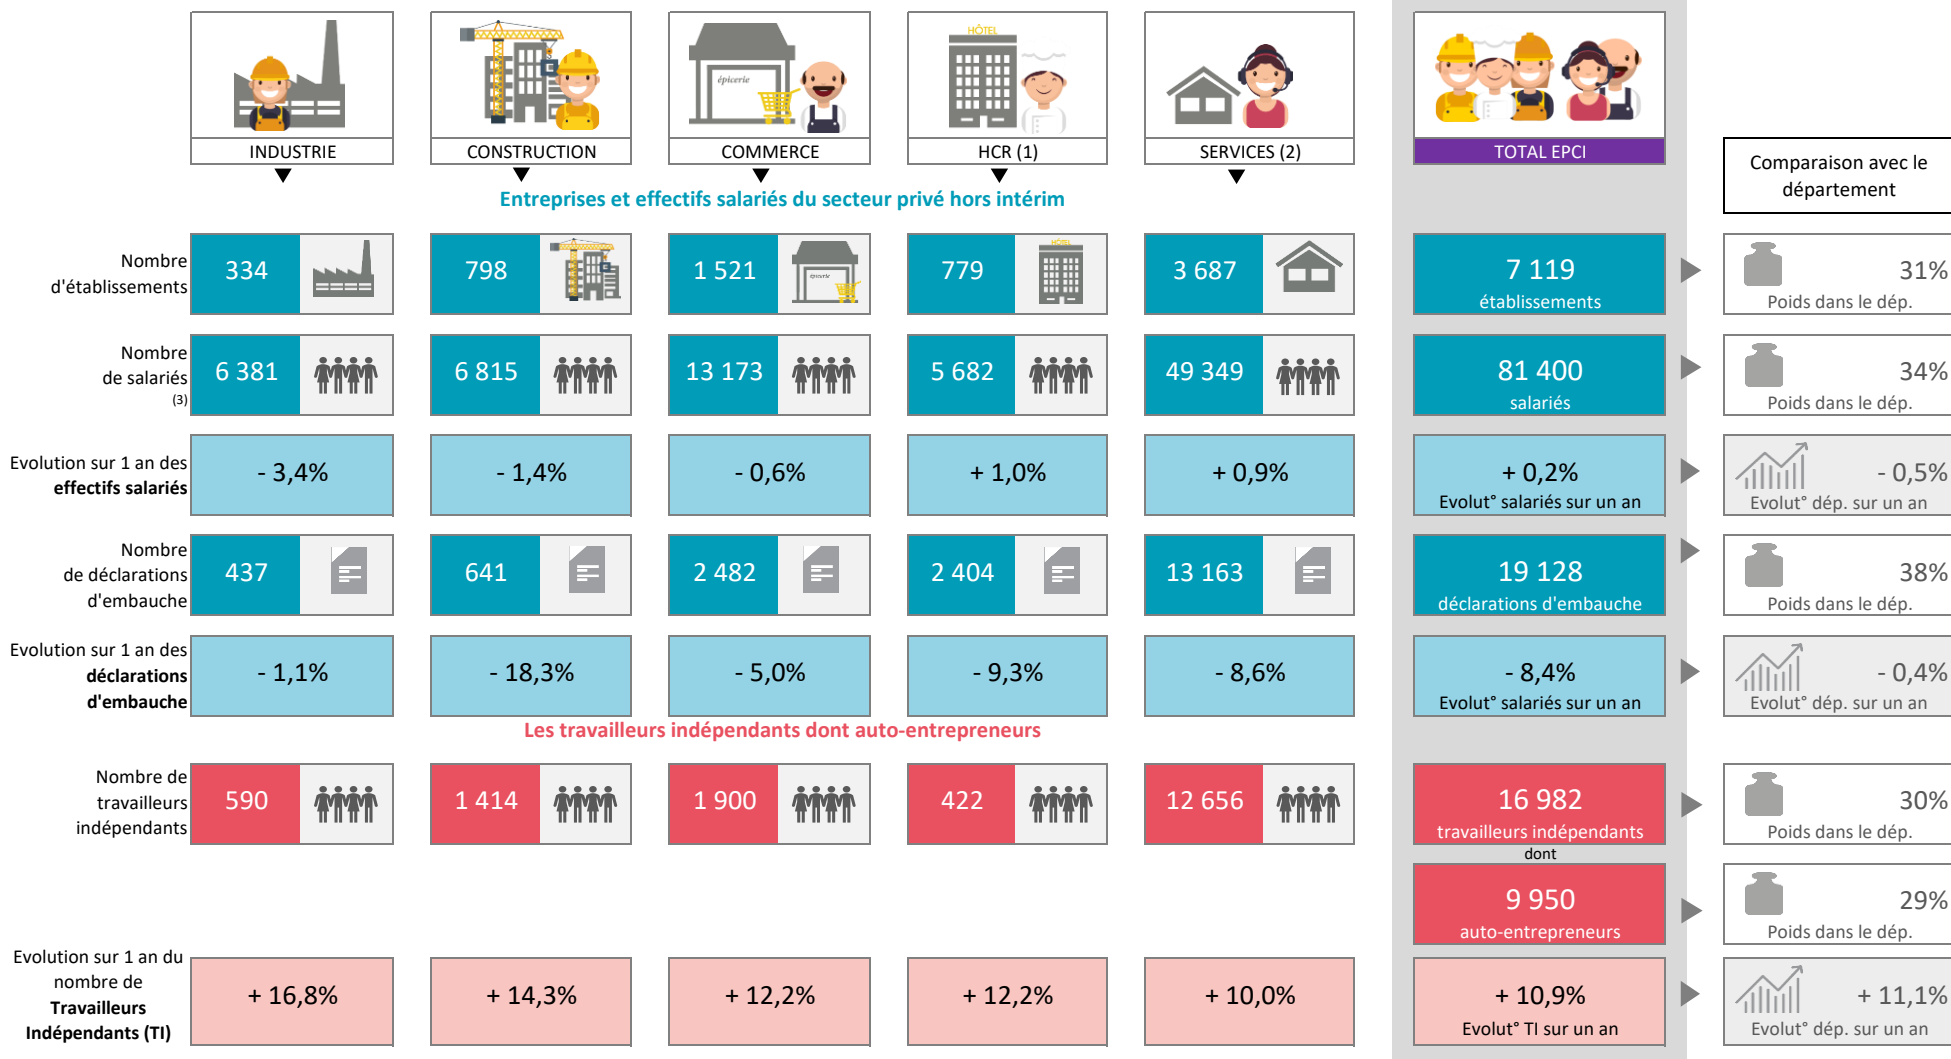 HÔTEL
épicerie
INDUSTRIE
CONSTRUCTION
COMMERCE
HCR (1)
SERVICES (2)
TOTAL EPCI
Comparaison avec le
département
Entreprises et effectifs salariés du secteur privé hors intérim
Nombre
d'établissements
334
798
1 521
épicerie
779
HÔTEL
3 687
7 119
établissements
31%
Poids dans le dép.
Nombre
de salariés
(3)
6 381
6 815
13 173
5 682
49 349
81 400
salariés
34%
Poids dans le dép.
Evolution sur 1 an des
effectifs salariés
- 3,4%
- 1,4%
- 0,6%
+ 1,0%
+ 0,9%
+ 0,2%
Evolut° salariés sur un an
- 0,5%
Evolut° dép. sur un an
Nombre
de déclarations
d'embauche
437
641
2 482
2 404
13 163
19 128
déclarations d'embauche
38%
Poids dans le dép.
Evolution sur 1 an des
déclarations
d'embauche
- 1,1%
- 18,3%
- 5,0%
- 9,3%
- 8,6%
- 8,4%
Evolut° salariés sur un an
- 0,4%
Evolut° dép. sur un an
Les travailleurs indépendants dont auto-entrepreneurs
Nombre de
travailleurs
indépendants
590
1 414
1 900
422
12 656
16 982
travailleurs indépendants
30%
Poids dans le dép.
dont
9 950
auto-entrepreneurs
29%
Poids dans le dép.
Evolution sur 1 an du
nombre de
Travailleurs
Indépendants (TI)
+ 16,8%
+ 14,3%
+ 12,2%
+ 12,2%
+ 10,0%
+ 10,9%
Evolut° TI sur un an
+ 11,1%
Evolut° dép. sur un an